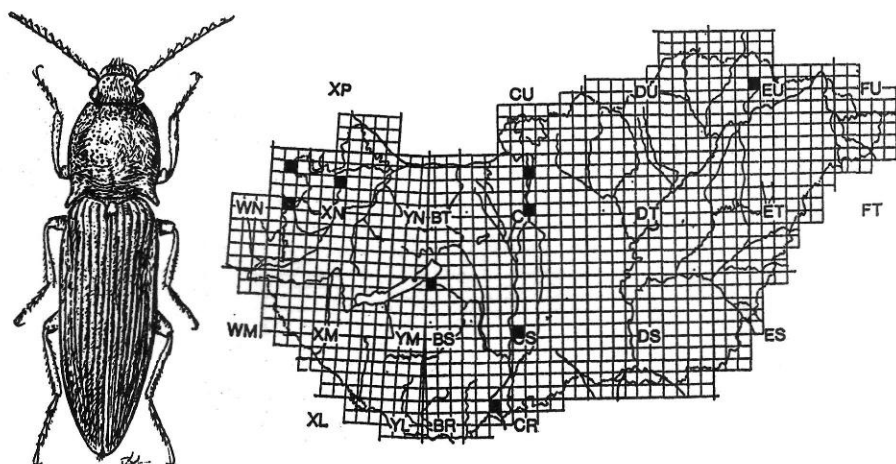 XP CU DU EU FU
WN XN YN BT C DT ET FT
WM XM YM BS CS DS ES
XL YL BR CR